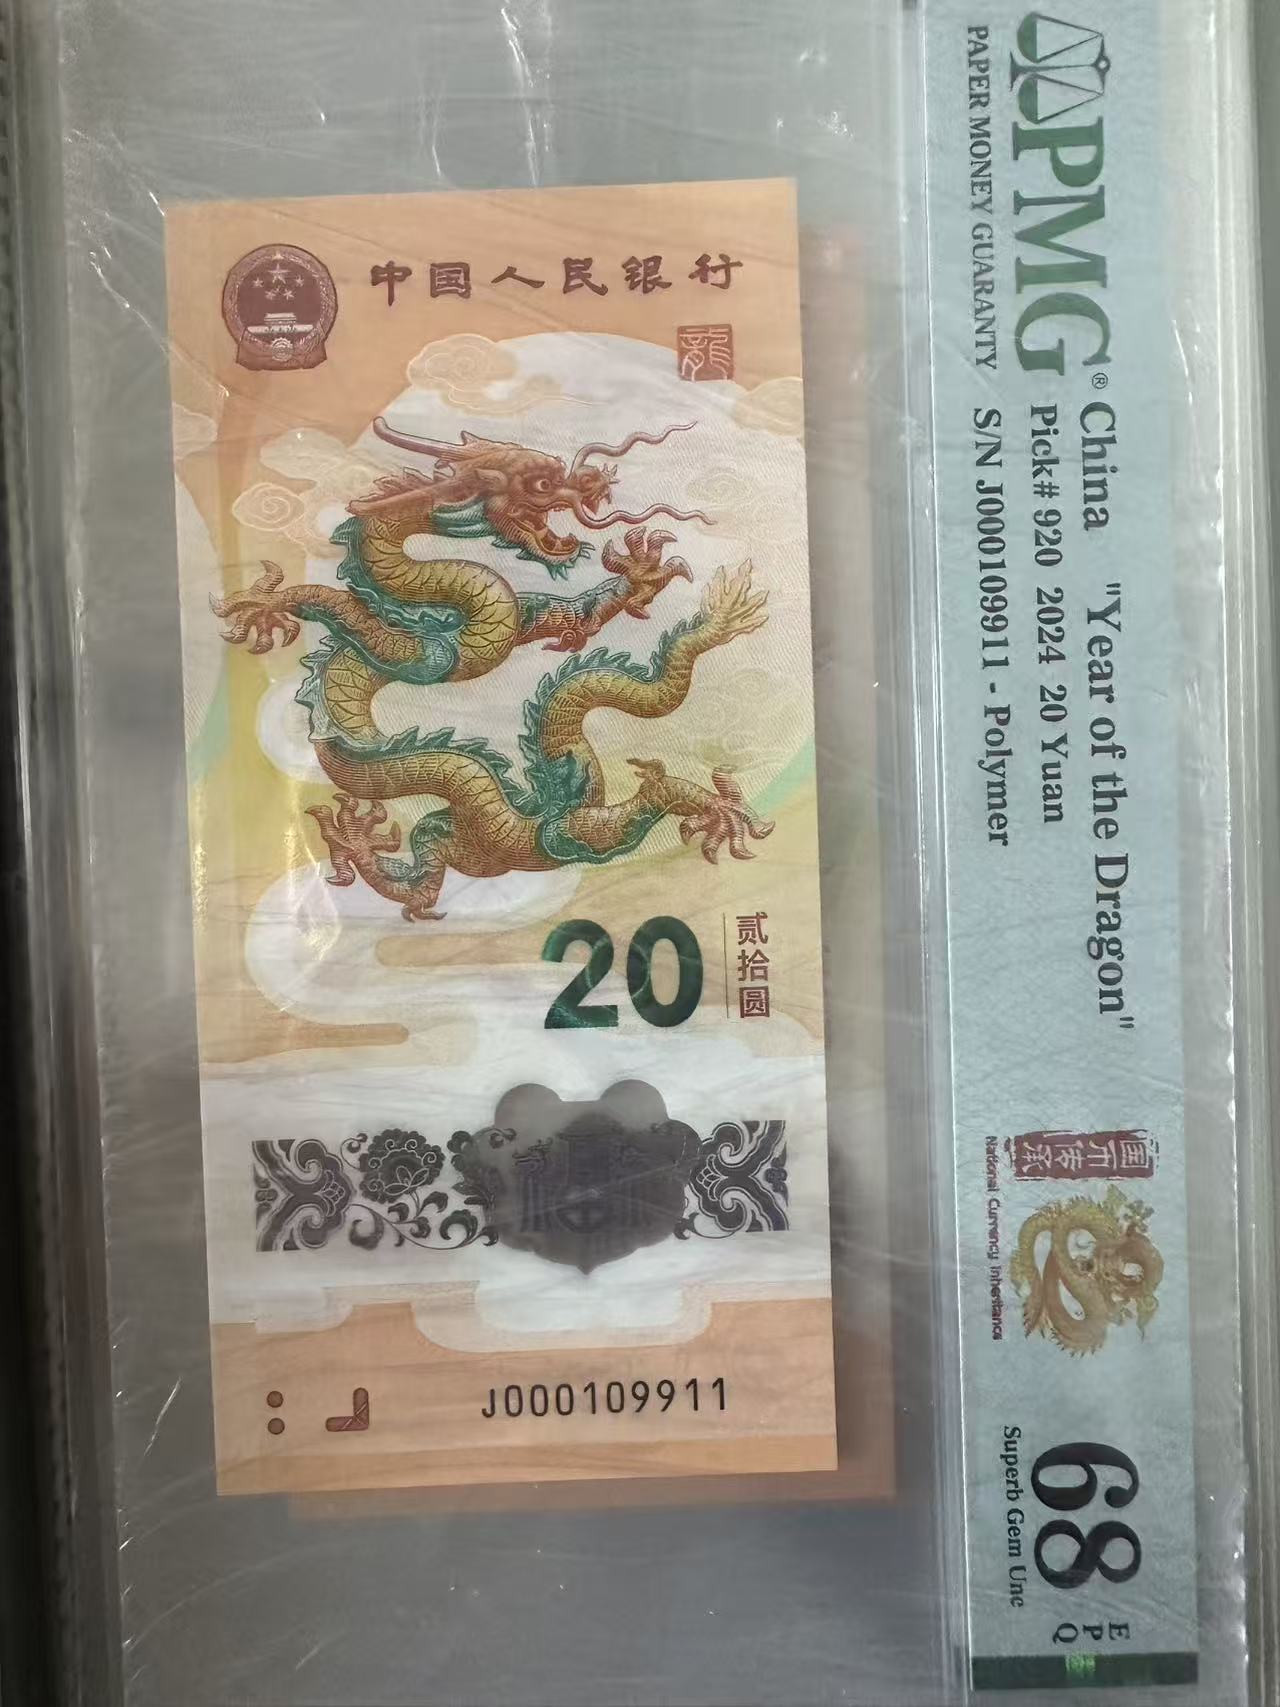 中国人民银行
龍
20
贰拾圆
J000109911
PMG®
PAPER MONEY GUARANTY
China "Year of the Dragon"
Pick# 920 2024 20 Yuan
S/N J000109911 - Polymer
国币传承
National Currency Inheritance
68
EPQ
Superb Gem Unc